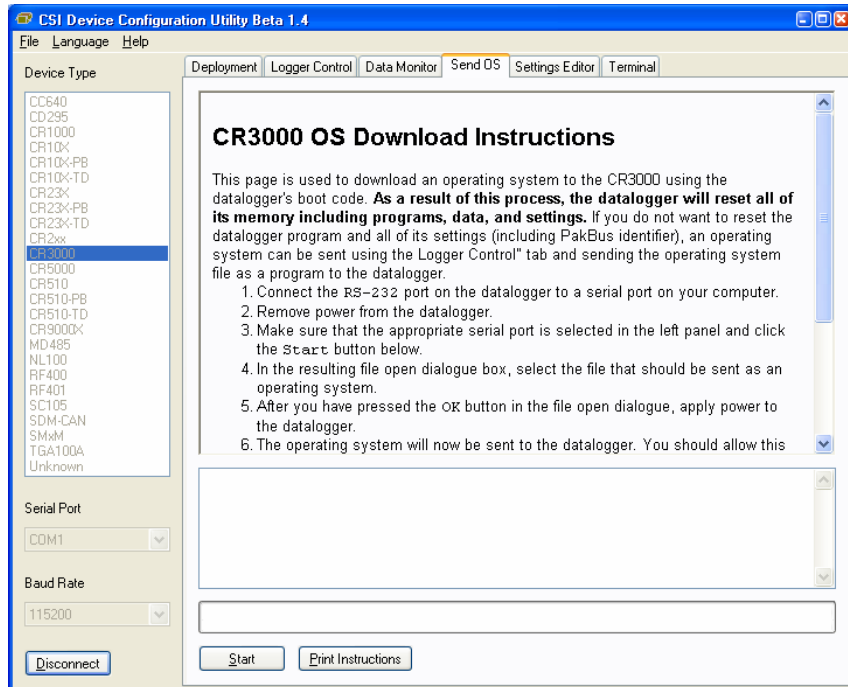 CSI Device Configuration Utility Beta 1.4
File Language Help
Device Type
CC640
CD295
CR1000
CR10X
CR10X-PB
CR10X-TD
CR23X
CR23X-PB
CR23X-TD
CR2xx
CR3000
CR5000
CR510
CR510-PB
CR510-TD
CR9000X
MD485
NL100
RF400
RF401
SC105
SDM-CAN
SMxM
TGA100A
Unknown
Serial Port
COM1
Baud Rate
115200
Disconnect
Deployment Logger Control Data Monitor Send OS Settings Editor Terminal
CR3000 OS Download Instructions
This page is used to download an operating system to the CR3000 using the
datalogger's boot code. As a result of this process, the datalogger will reset all of
its memory including programs, data, and settings. If you do not want to reset the
datalogger program and all of its settings (including PakBus identifier), an operating
system can be sent using the Logger Control" tab and sending the operating system
file as a program to the datalogger.
1. Connect the RS-232 port on the datalogger to a serial port on your computer.
2. Remove power from the datalogger.
3. Make sure that the appropriate serial port is selected in the left panel and click
the Start button below.
4. In the resulting file open dialogue box, select the file that should be sent as an
operating system.
5. After you have pressed the OK button in the file open dialogue, apply power to
the datalogger.
6. The operating system will now be sent to the datalogger. You should allow this
Start Print Instructions